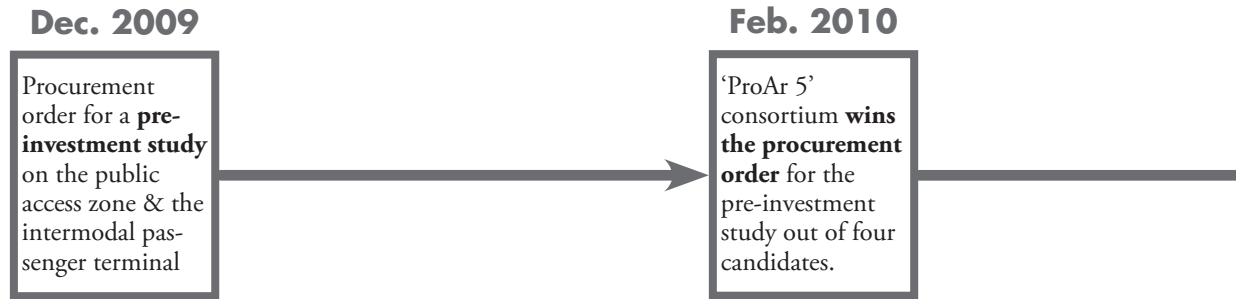 Dec. 2009
Procurement
order for a pre-
investment study
on the public
access zone & the
intermodal pas-
senger terminal
Feb. 2010
‘ProAr 5’
consortium wins
the procurement
order for the
pre-investment
study out of four
candidates.